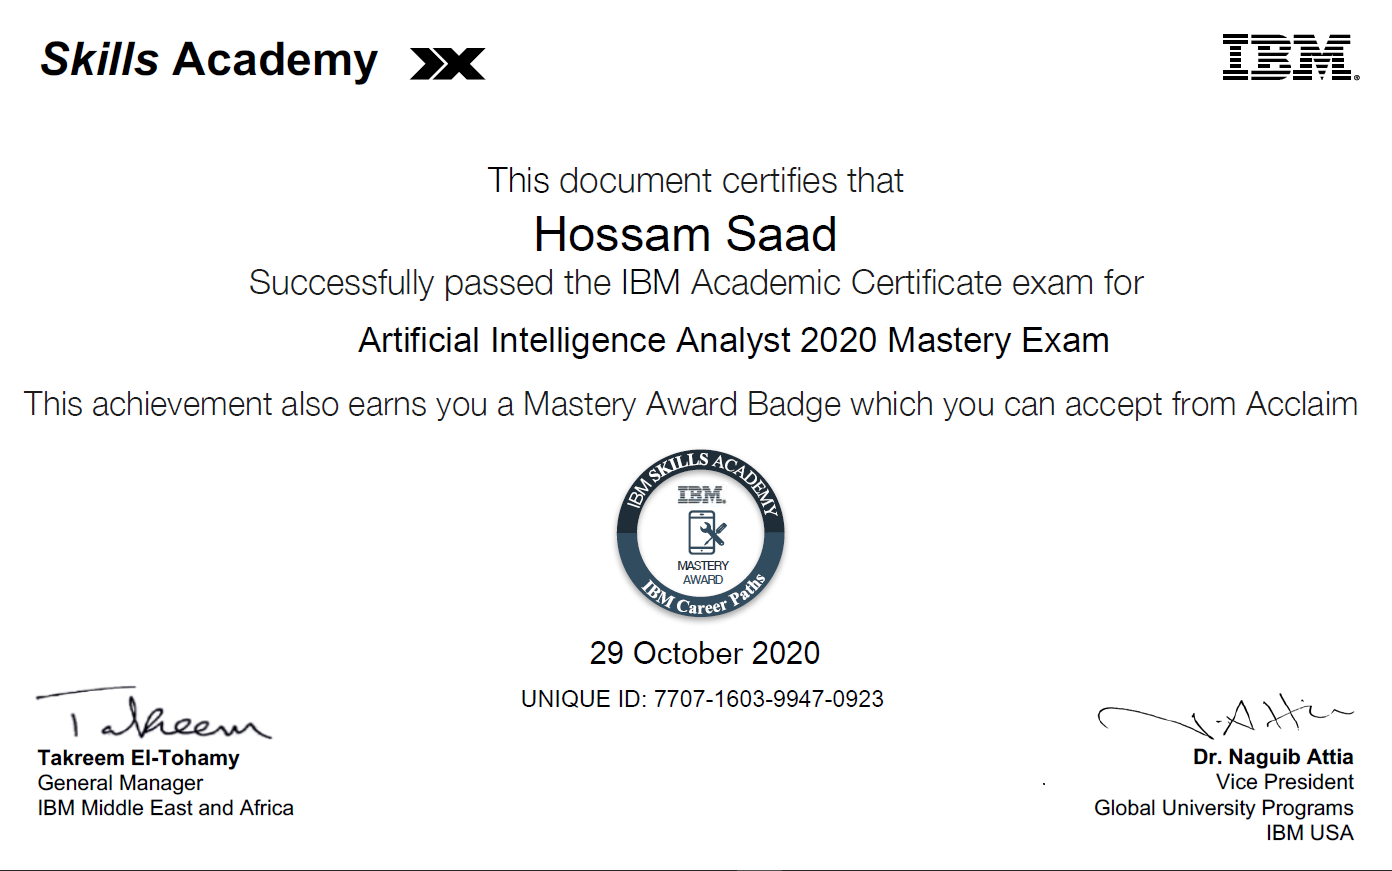 Skills Academy
IBM®
This document certifies that
Hossam Saad
Successfully passed the IBM Academic Certificate exam for
Artificial Intelligence Analyst 2020 Mastery Exam
This achievement also earns you a Mastery Award Badge which you can accept from Acclaim
IBM SKILLS ACADEMY
IBM®
MASTERY
AWARD
IBM Career Paths
29 October 2020
UNIQUE ID: 7707-1603-9947-0923
Takreem
Takreem El-Tohamy
General Manager
IBM Middle East and Africa
N. Attia
Dr. Naguib Attia
Vice President
Global University Programs
IBM USA